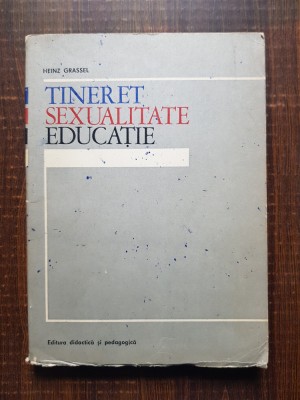 HEINZ GRASSEL
TINERET
SEXUALITATE
EDUCAȚIE
Editura didactică și pedagogică